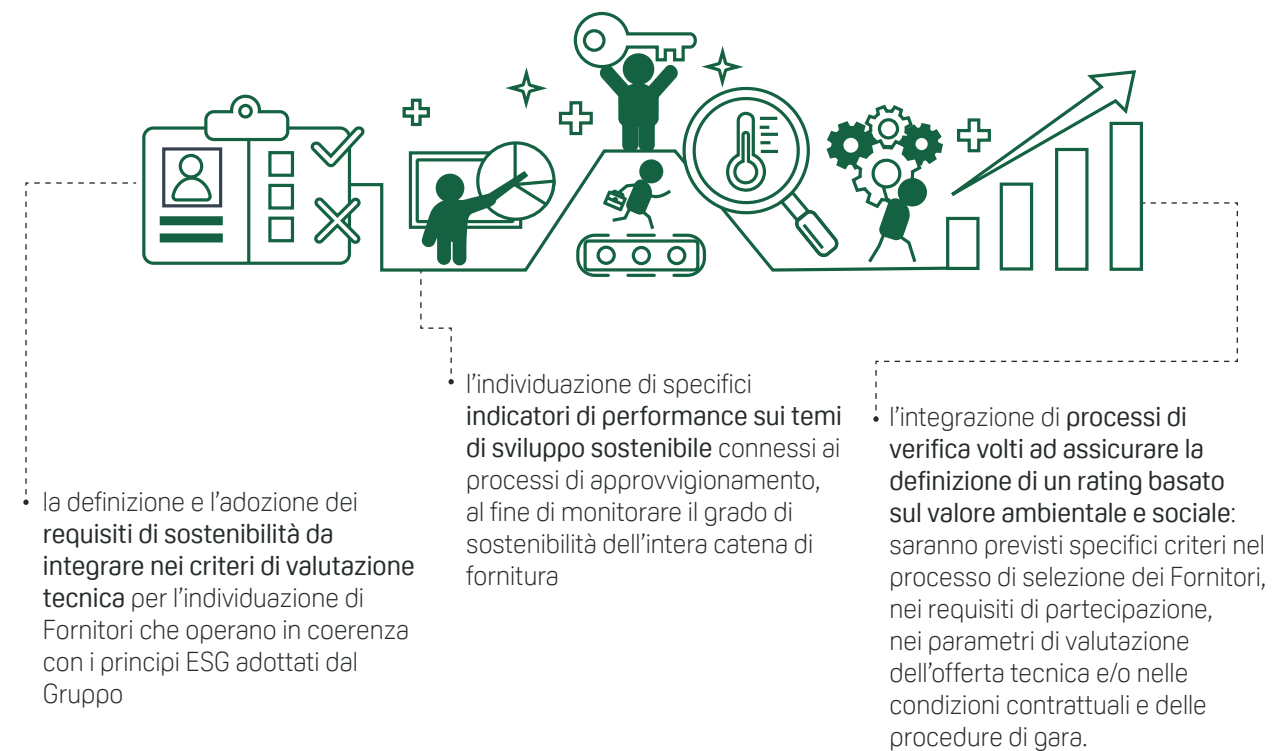 • la definizione e l'adozione dei
requisiti di sostenibilità da
integrare nei criteri di valutazione
tecnica per l'individuazione di
Fornitori che operano in coerenza
con i principi ESG adottati dal
Gruppo
• l'individuazione di specifici
indicatori di performance sui temi
di sviluppo sostenibile connessi ai
processi di approvvigionamento,
al fine di monitorare il grado di
sostenibilità dell'intera catena di
fornitura
• l'integrazione di processi di
verifica volti ad assicurare la
definizione di un rating basato
sul valore ambientale e sociale:
saranno previsti specifici criteri nel
processo di selezione dei Fornitori,
nei requisiti di partecipazione,
nei parametri di valutazione
dell'offerta tecnica e/o nelle
condizioni contrattuali e delle
procedure di gara.